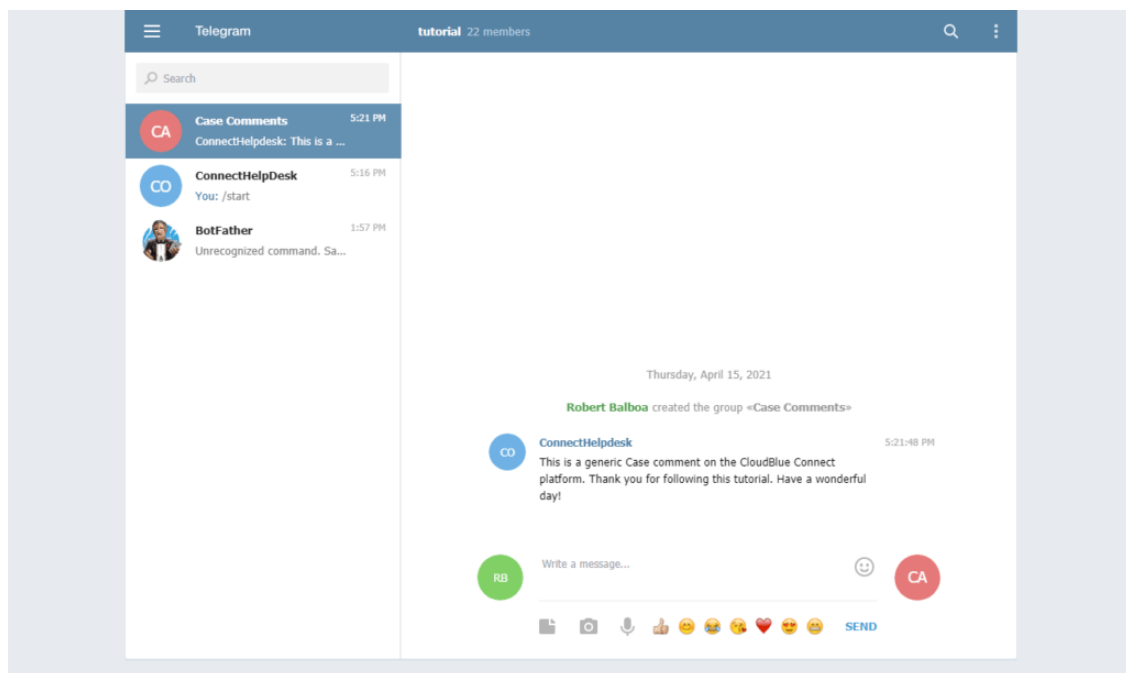 Telegram
tutorial 22 members
Search
CA
Case Comments 5:21 PM
ConnectHelpdesk: This is a ...
CO
ConnectHelpDesk 5:16 PM
You: /start
BotFather 1:57 PM
Unrecognized command. Sa...
Thursday, April 15, 2021
Robert Balboa created the group «Case Comments»
CO
ConnectHelpdesk 5:21:48 PM
This is a generic Case comment on the CloudBlue Connect
platform. Thank you for following this tutorial. Have a wonderful
day!
RB
Write a message...
CA
SEND